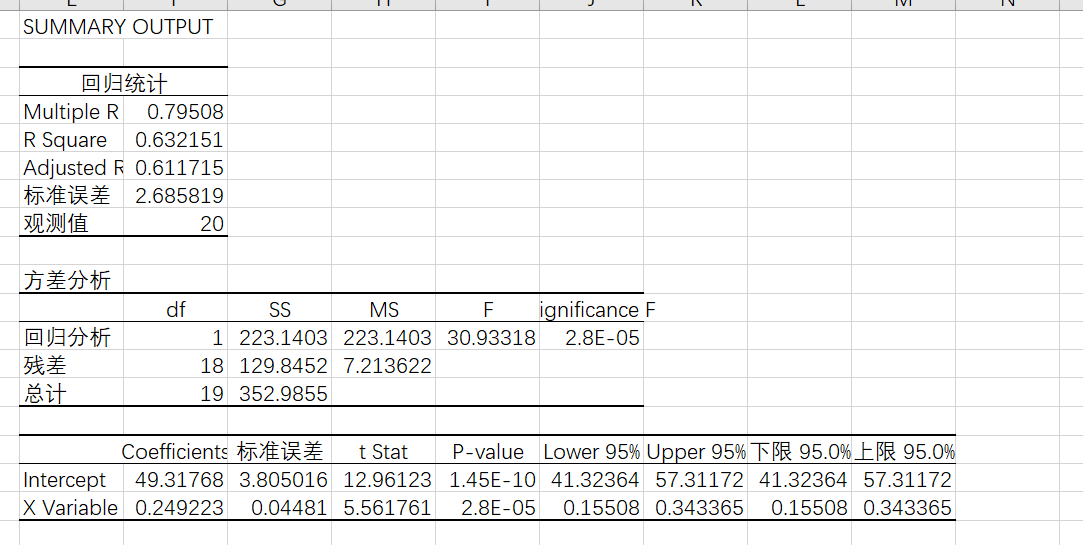 SUMMARY OUTPUT
回归统计
Multiple R 0.79508
R Square 0.632151
Adjusted R 0.611715
标准误差 2.685819
观测值 20
方差分析
df SS MS F ignificance F
回归分析 1 223.1403 223.1403 30.93318 2.8E-05
残差 18 129.8452 7.213622
总计 19 352.9855
Coefficients 标准误差 t Stat P-value Lower 95% Upper 95% 下限 95.0% 上限 95.0%
Intercept 49.31768 3.805016 12.96123 1.45E-10 41.32364 57.31172 41.32364 57.31172
X Variable 0.249223 0.04481 5.561761 2.8E-05 0.15508 0.343365 0.15508 0.343365